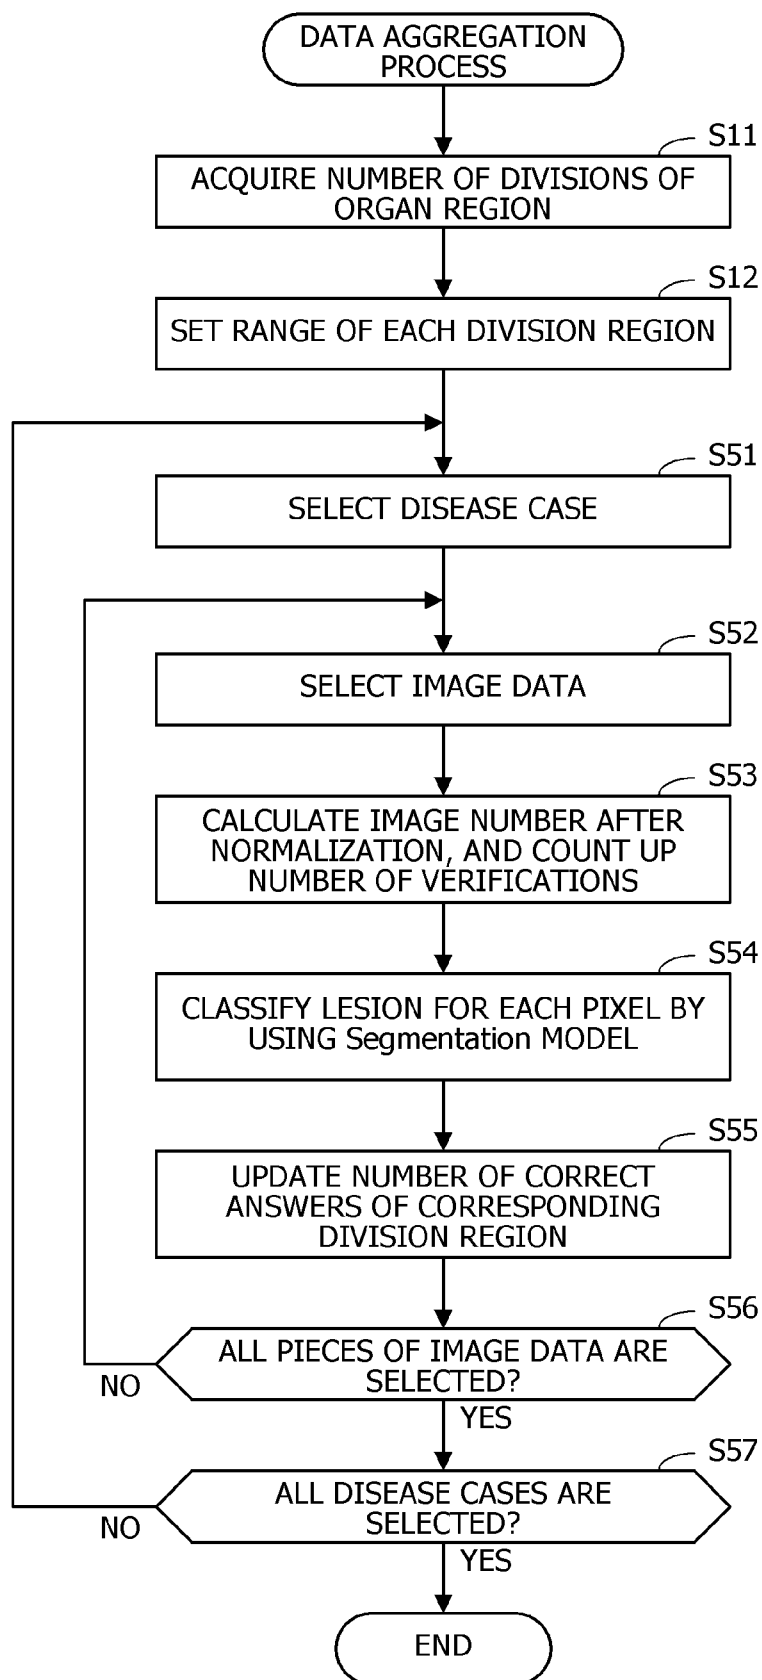 DATA AGGREGATION
PROCESS
S11
ACQUIRE NUMBER OF DIVISIONS OF
ORGAN REGION
S12
SET RANGE OF EACH DIVISION REGION
S51
SELECT DISEASE CASE
S52
SELECT IMAGE DATA
S53
CALCULATE IMAGE NUMBER AFTER
NORMALIZATION, AND COUNT UP
NUMBER OF VERIFICATIONS
S54
CLASSIFY LESION FOR EACH PIXEL BY
USING Segmentation MODEL
S55
UPDATE NUMBER OF CORRECT
ANSWERS OF CORRESPONDING
DIVISION REGION
S56
ALL PIECES OF IMAGE DATA ARE
SELECTED?
NO
YES
S57
ALL DISEASE CASES ARE
SELECTED?
NO
YES
END